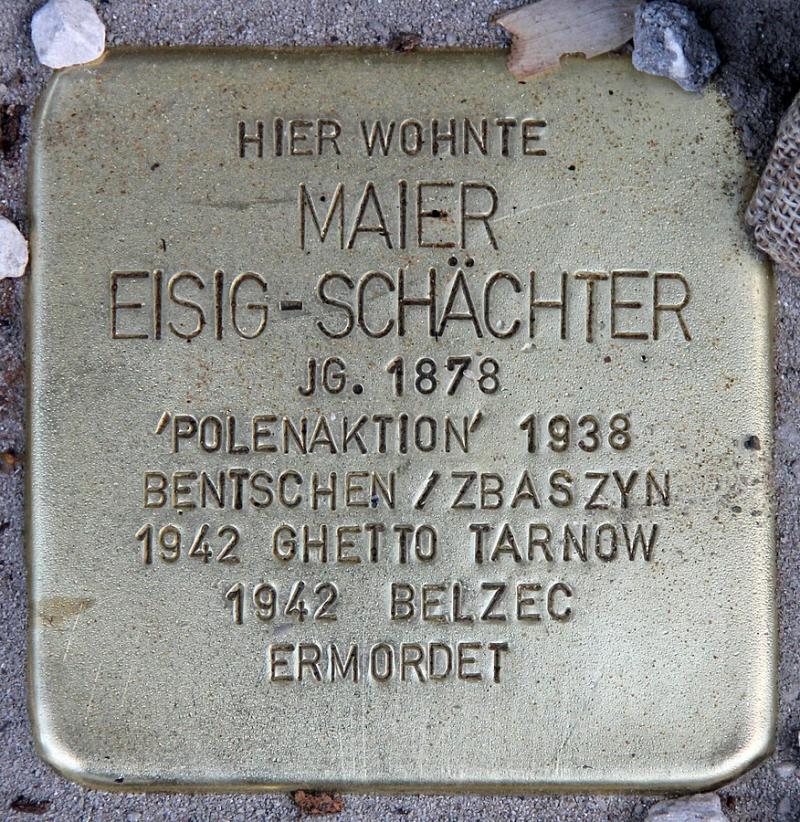 HIER WOHNTE
MAIER
EISIG-SCHÄCHTER
JG. 1878
'POLENAKTION' 1938
BENTSCHEN / ZBASZYN
1942 GHETTO TARNOW
1942 BELZEC
ERMORDET